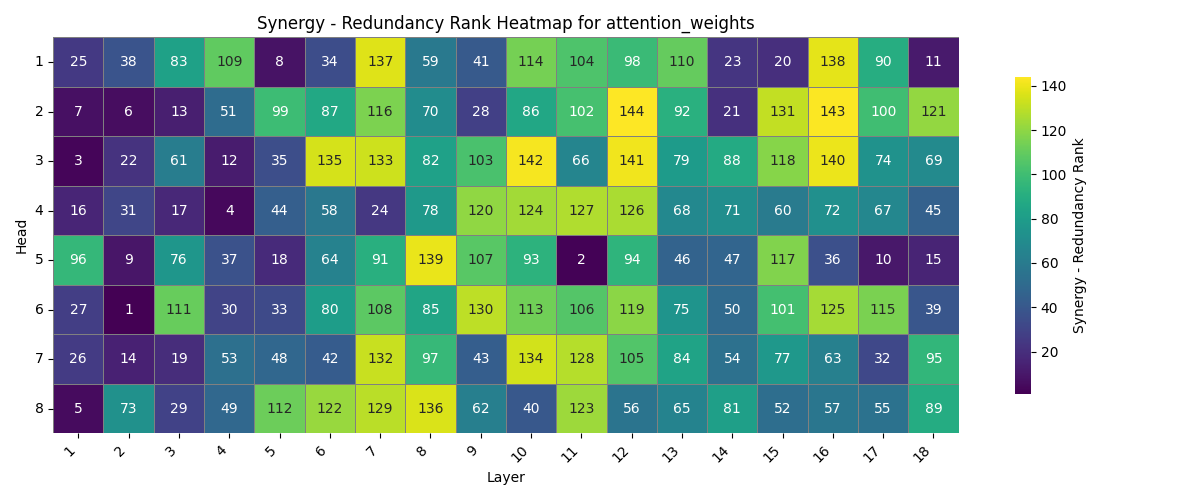 Synergy - Redundancy Rank Heatmap for attention_weights
Head
1 25 38 83 109 8 34 137 59 41 114 104 98 110 23 20 138 90 11
2 7 6 13 51 99 87 116 70 28 86 102 144 92 21 131 143 100 121
3 3 22 61 12 35 135 133 82 103 142 66 141 79 88 118 140 74 69
4 16 31 17 4 44 58 24 78 120 124 127 126 68 71 60 72 67 45
5 96 9 76 37 18 64 91 139 107 93 2 94 46 47 117 36 10 15
6 27 1 111 30 33 80 108 85 130 113 106 119 75 50 101 125 115 39
7 26 14 19 53 48 42 132 97 43 134 128 105 84 54 77 63 32 95
8 5 73 29 49 112 122 129 136 62 40 123 56 65 81 52 57 55 89
1 2 3 4 5 6 7 8 9 10 11 12 13 14 15 16 17 18
Layer
140
120
100
80
60
40
20
Synergy - Redundancy Rank